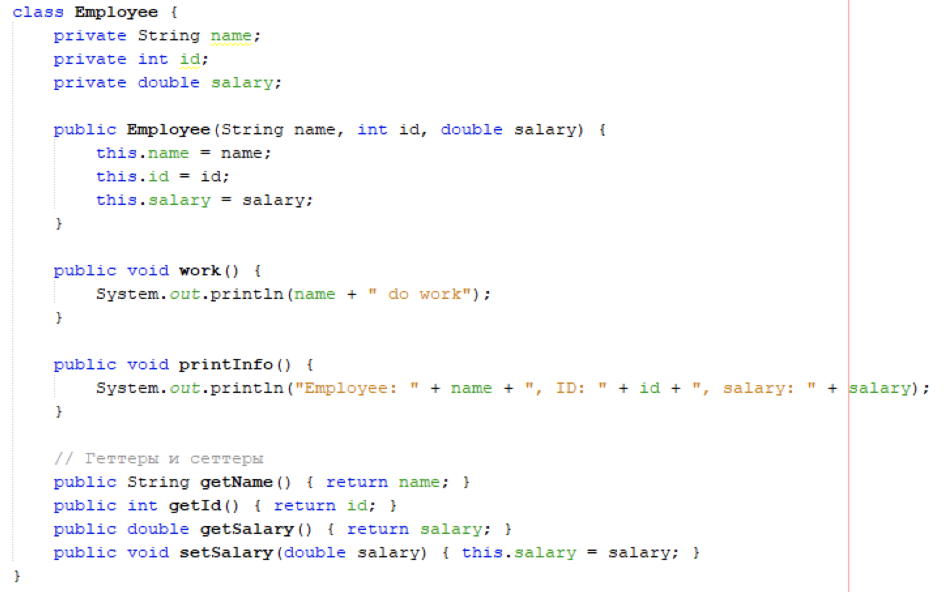 class Employee {
    private String name;
    private int id;
    private double salary;

    public Employee(String name, int id, double salary) {
        this.name = name;
        this.id = id;
        this.salary = salary;
    }

    public void work() {
        System.out.println(name + " do work");
    }

    public void printInfo() {
        System.out.println("Employee: " + name + ", ID: " + id + ", salary: " + salary);
    }

    // Геттеры и сеттеры
    public String getName() { return name; }
    public int getId() { return id; }
    public double getSalary() { return salary; }
    public void setSalary(double salary) { this.salary = salary; }
}